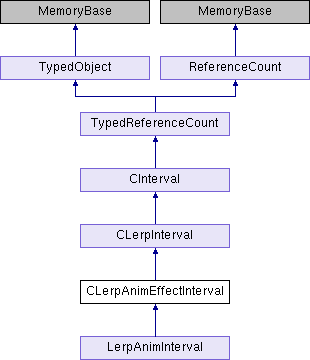 MemoryBase MemoryBase
TypedObject ReferenceCount
TypedReferenceCount
CInterval
CLerpInterval
CLerpAnimEffectInterval
LerpAnimInterval